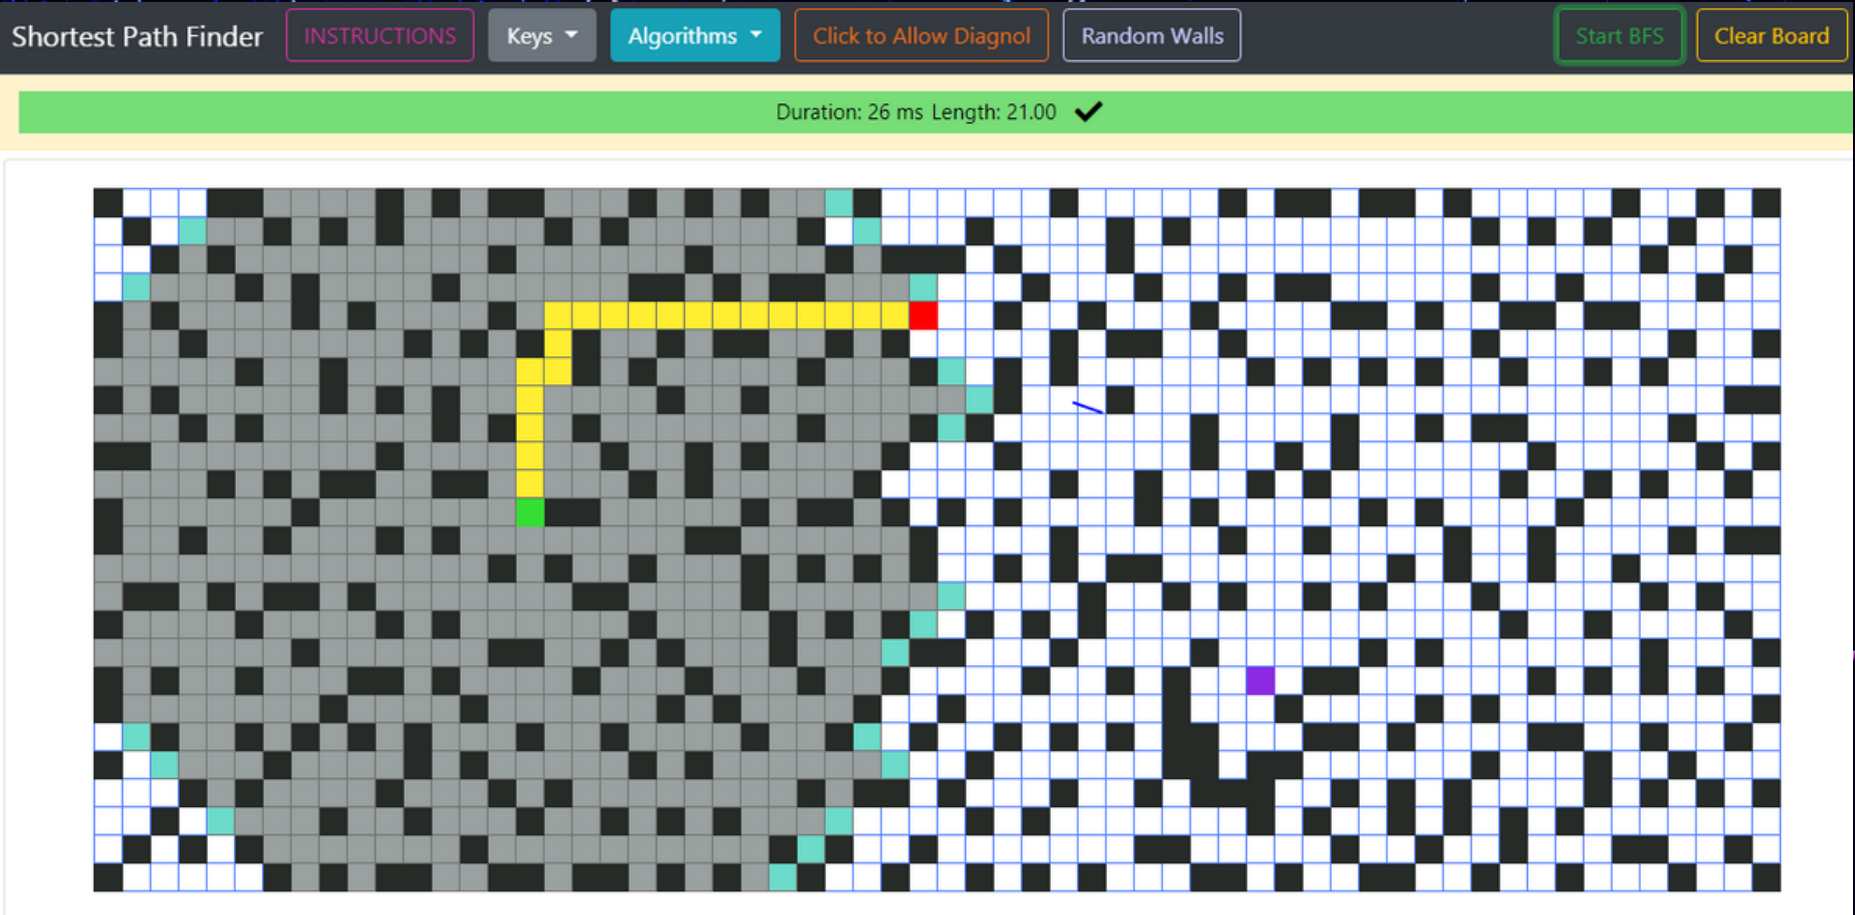 Shortest Path Finder INSTRUCTIONS Keys Algorithms Click to Allow Diagnol Random Walls Start BFS Clear Board
Duration: 26 ms Length: 21.00